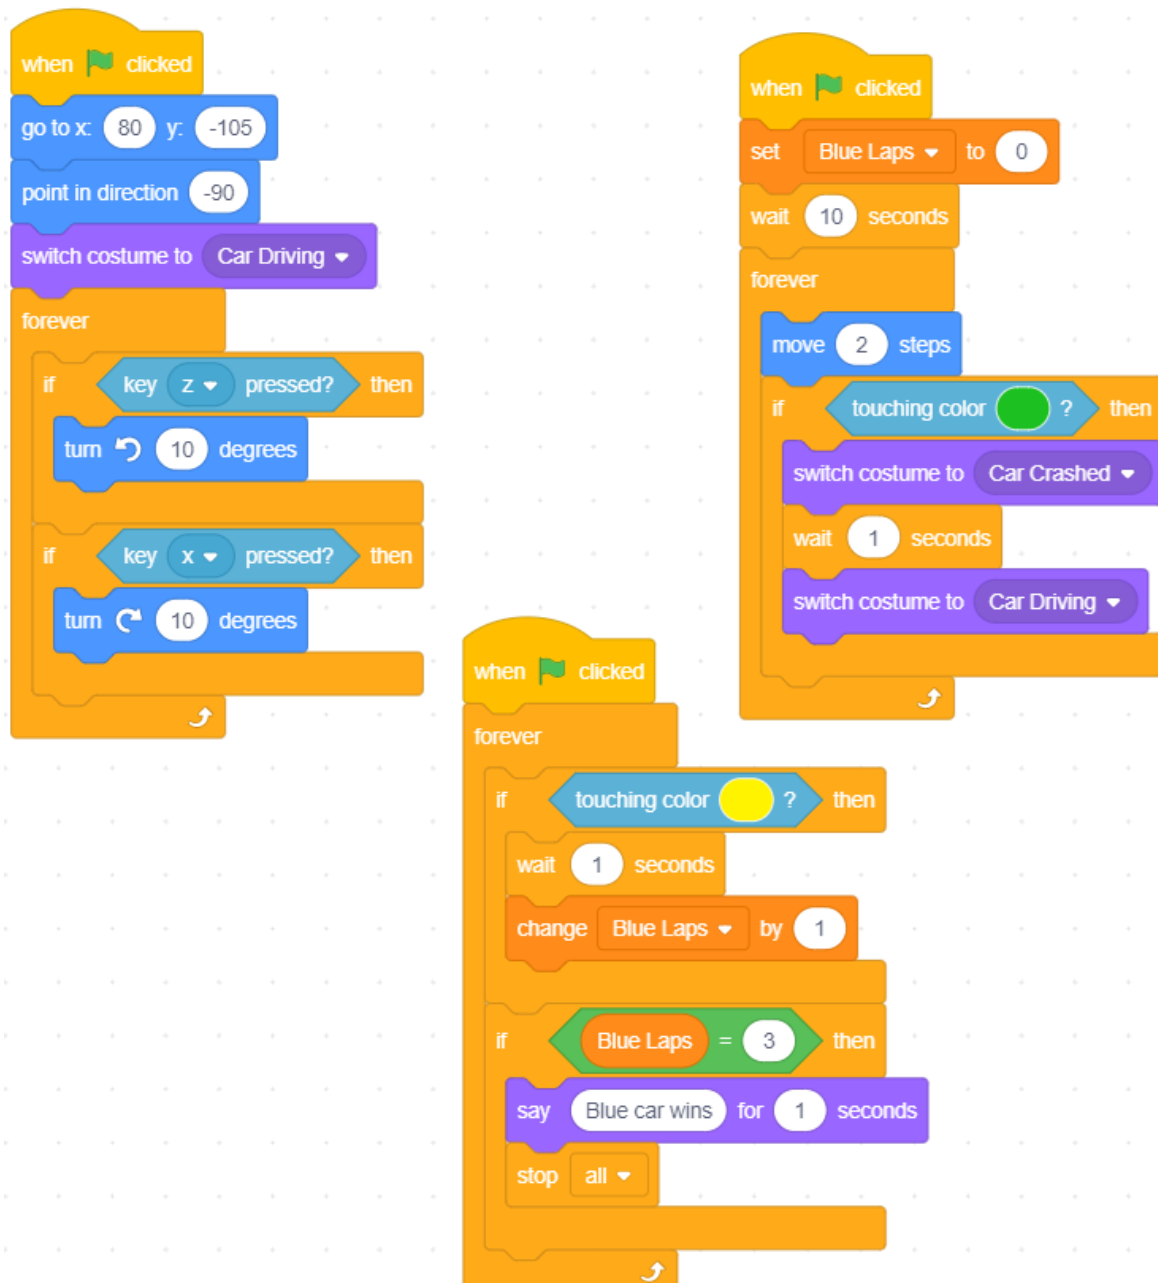 when clicked
go to x: 80 y: -105
point in direction -90
switch costume to Car Driving
forever
if key z pressed? then
turn 10 degrees
if key x pressed? then
turn 10 degrees
when clicked
set Blue Laps to 0
wait 10 seconds
forever
move 2 steps
if touching color ? then
switch costume to Car Crashed
wait 1 seconds
switch costume to Car Driving
when clicked
forever
if touching color ? then
wait 1 seconds
change Blue Laps by 1
if Blue Laps = 3 then
say Blue car wins for 1 seconds
stop all